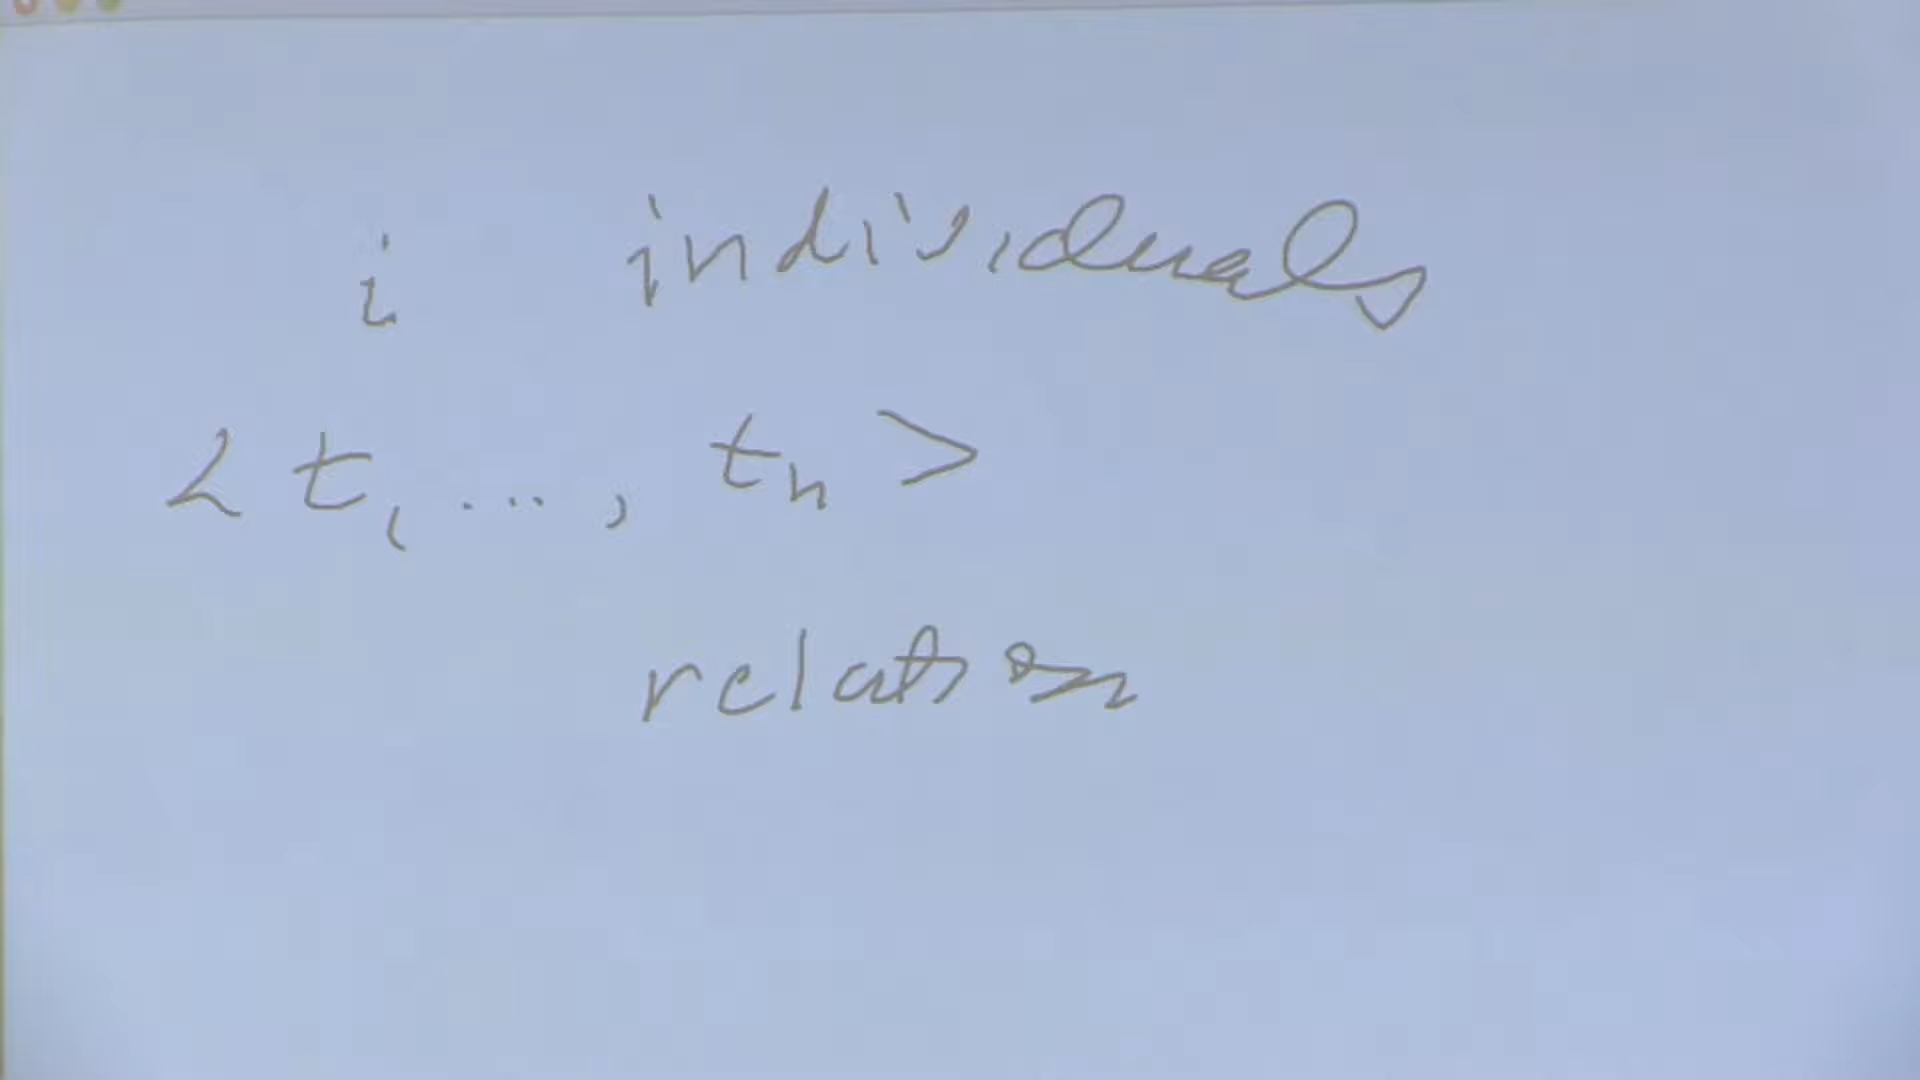 i individuals
< t1, ..., tn >
relation